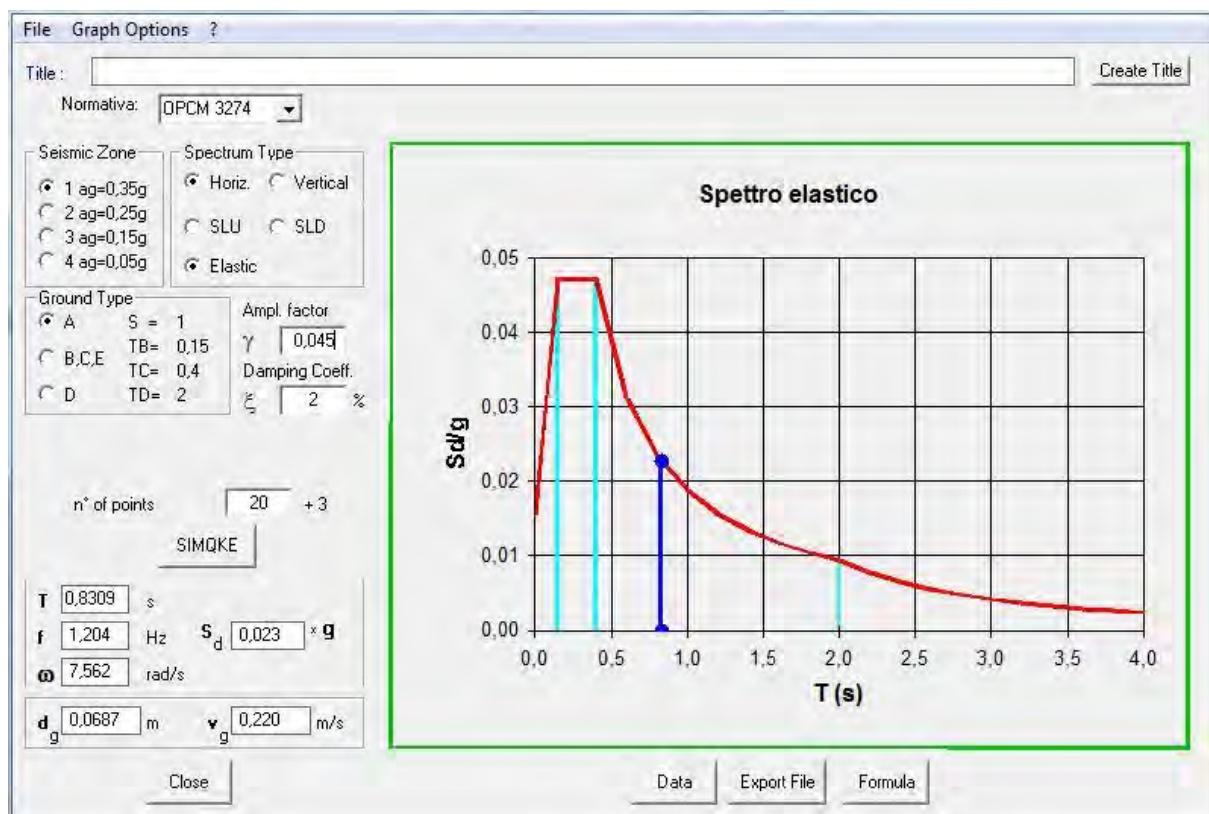 File Graph Options ?
Title : Create Title
Normativa: OPCM 3274
Seismic Zone
1 ag=0,35g
2 ag=0,25g
3 ag=0,15g
4 ag=0,05g
Spectrum Type
Horiz. Vertical
SLU SLD
Elastic
Ground Type
A S = 1
B,C,E TB= 0,15
TC= 0,4
D TD= 2
Ampl. factor
γ 0,045
Damping Coeff.
ξ 2 %
n° of points 20 + 3
SIMQKE
T 0,8309 s
f 1,204 Hz
ω 7,562 rad/s
Sd 0,023 * g
dg 0,0687 m vg 0,220 m/s
Close
Spettro elastico
Sd/g
0.05
0.04
0.03
0.02
0.01
0.00
0,0 0,5 1,0 1,5 2,0 2,5 3,0 3,5 4,0
T (s)
Data Export File Formula